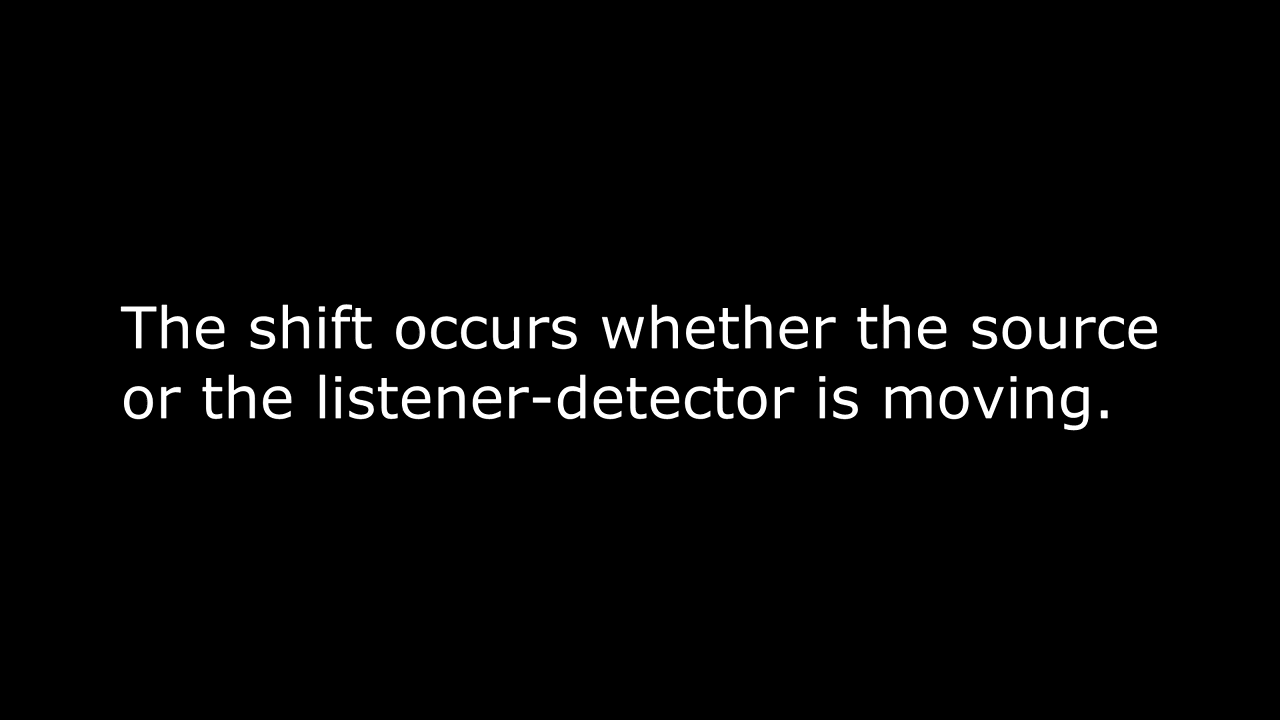 The shift occurs whether the source
or the listener-detector is moving.